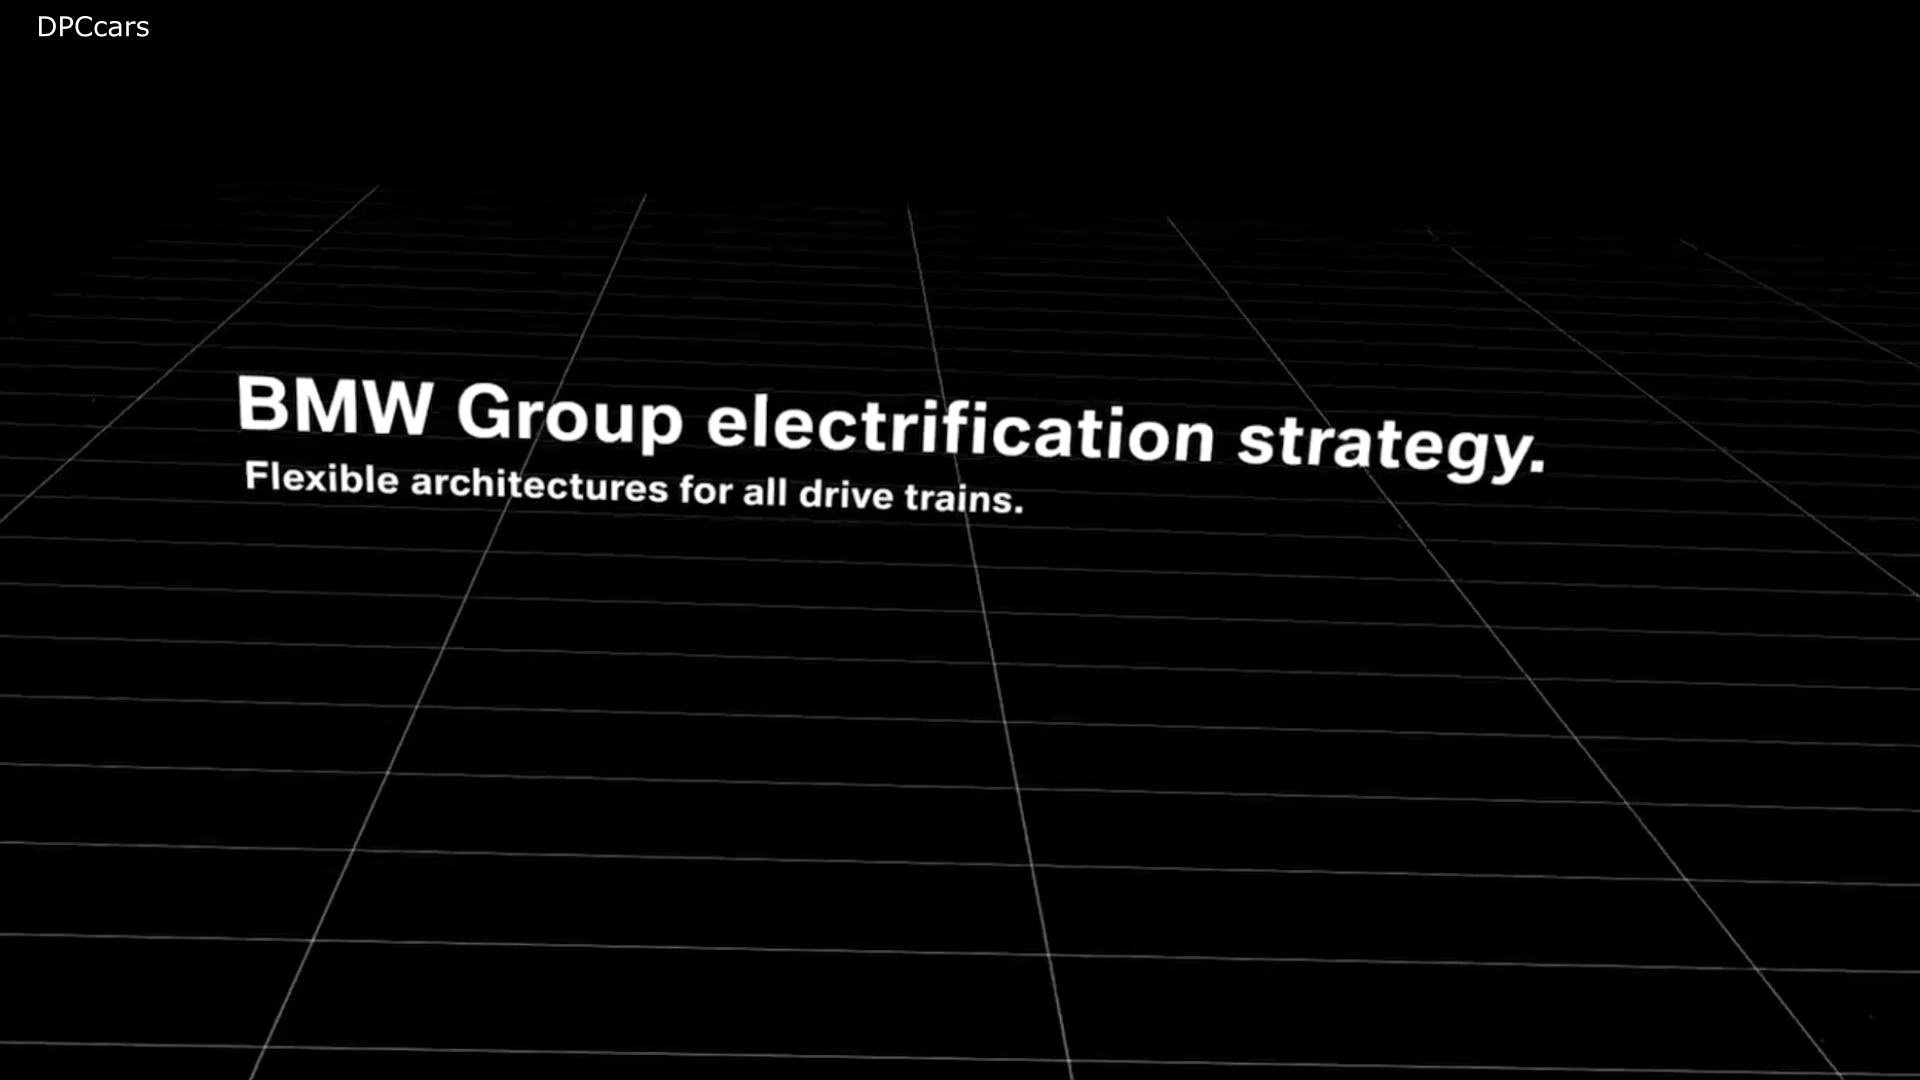 DPCcars
BMW Group electrification strategy.
Flexible architectures for all drive trains.